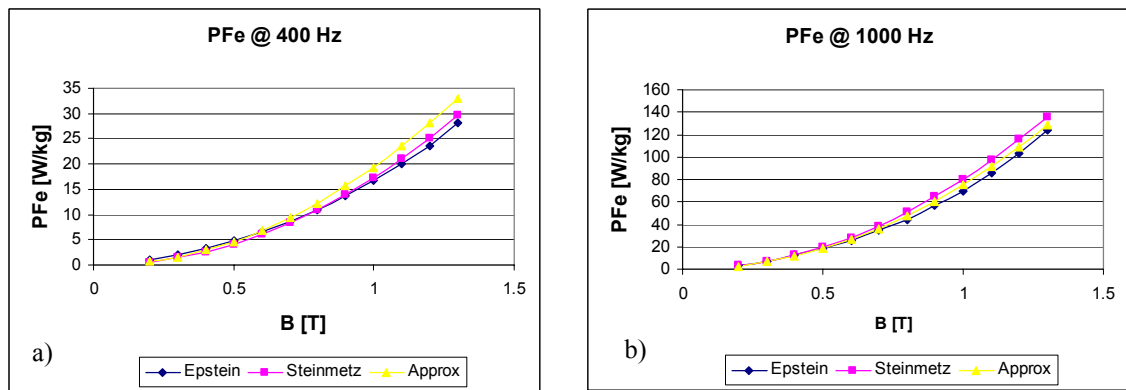 PFe @ 400 Hz
PFe [W/kg]
35
30
25
20
15
10
5
0
0
0.5
1
1.5
B [T]
a)
Epstein
Steinmetz
Approx
PFe @ 1000 Hz
PFe [W/kg]
160
140
120
100
80
60
40
20
0
0
0.5
1
1.5
B [T]
b)
Epstein
Steinmetz
Approx